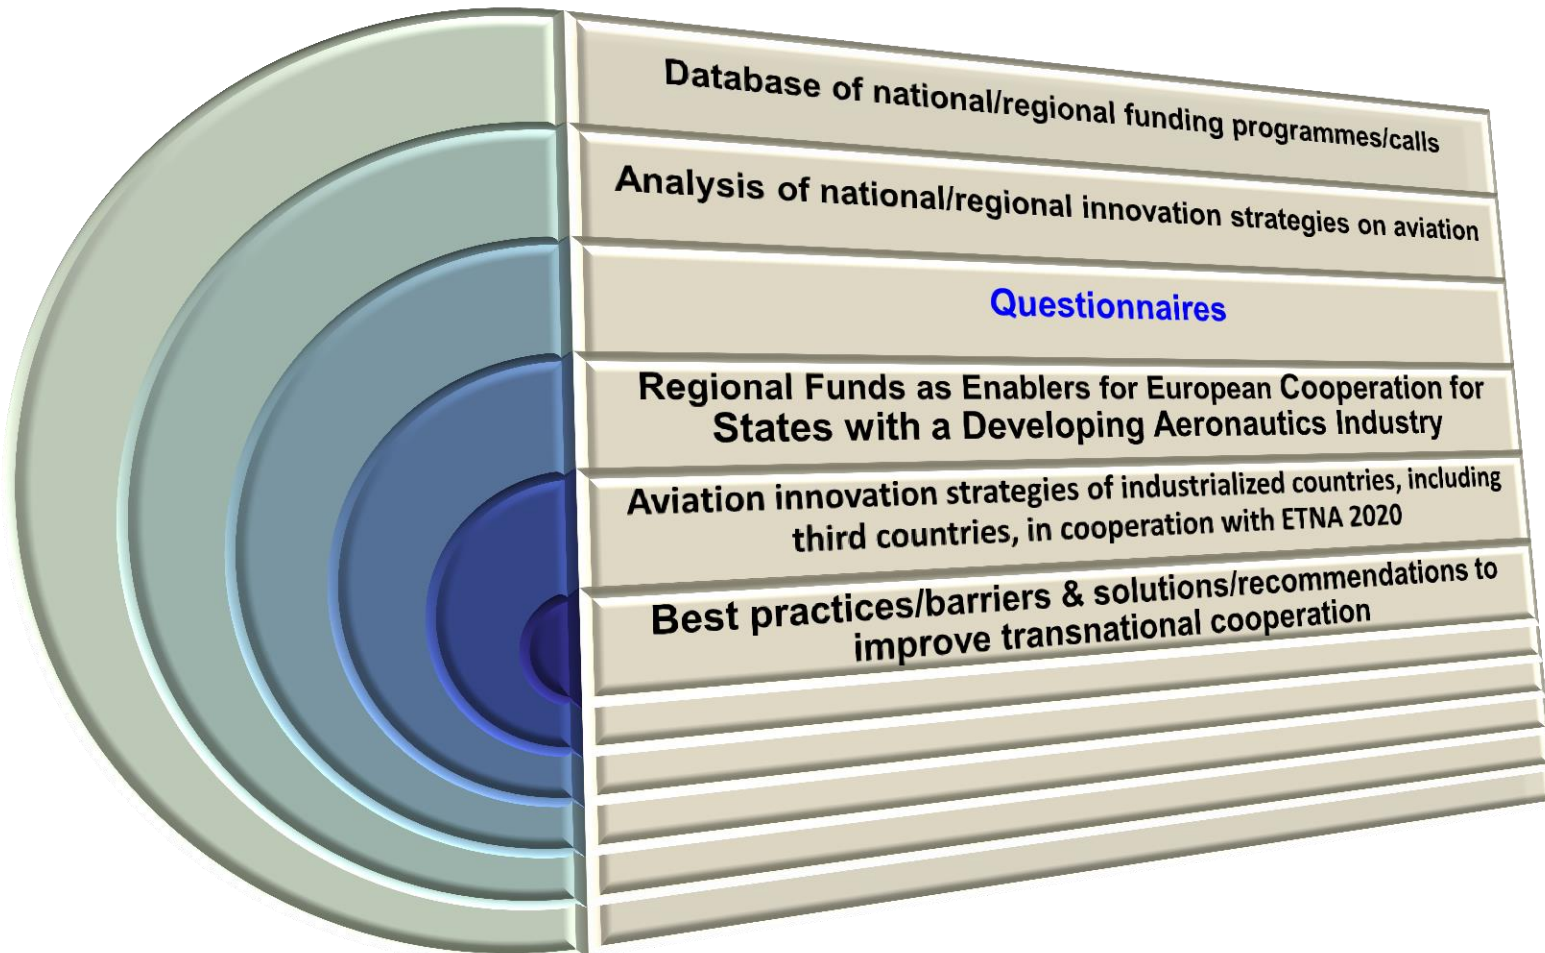 Database of national/regional funding programmes/calls
Analysis of national/regional innovation strategies on aviation
Questionnaires
Regional Funds as Enablers for European Cooperation for
States with a Developing Aeronautics Industry
Aviation innovation strategies of industrialized countries, including
third countries, in cooperation with ETNA 2020
Best practices/barriers & solutions/recommendations to
improve transnational cooperation